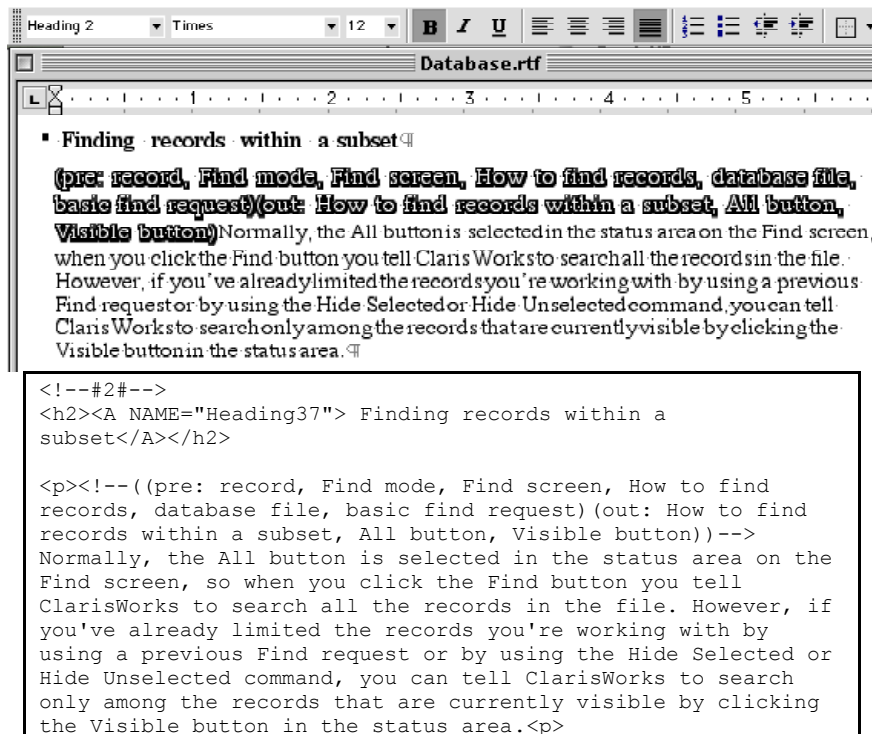 Heading 2 Times 12 B I U
Database.rtf
L 1 2 3 4 5
Finding records within a subset¶
(pre: record, Find mode, Find screen, How to find records, database file,
basic find request)(out: How to find records within a subset, All button,
Visible button)Normally, the All button is selected in the status area on the Find screen,
when you click the Find button you tell ClarisWorks to search all the records in the file.
However, if you've already limited the records you're working with by using a previous
Find request or by using the Hide Selected or Hide Unselected command, you can tell
ClarisWorks to search only among the records that are currently visible by clicking the
Visible button in the status area.¶
<!--#2#-->
<h2><A NAME="Heading37"> Finding records within a
subset</A></h2>
<p><!--((pre: record, Find mode, Find screen, How to find
records, database file, basic find request)(out: How to find
records within a subset, All button, Visible button))-->
Normally, the All button is selected in the status area on the
Find screen, so when you click the Find button you tell
ClarisWorks to search all the records in the file. However, if
you've already limited the records you're working with by
using a previous Find request or by using the Hide Selected or
Hide Unselected command, you can tell ClarisWorks to search
only among the records that are currently visible by clicking
the Visible button in the status area.<p>